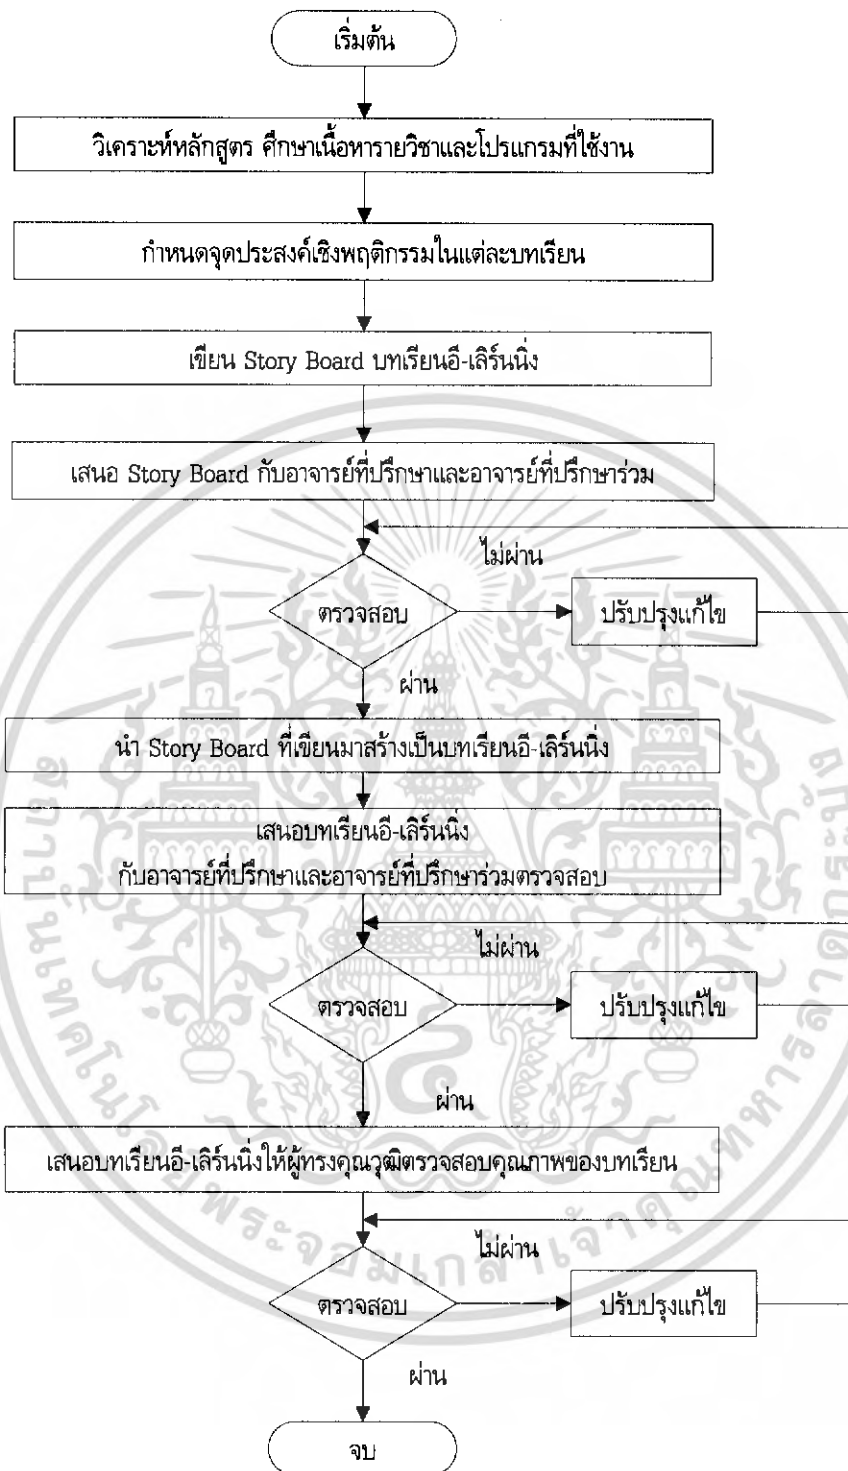 เริ่มต้น
วิเคราะห์หลักสูตร ศึกษาเนื้อหารายวิชาและโปรแกรมที่ใช้งาน
กำหนดจุดประสงค์เชิงพฤติกรรมในแต่ละบทเรียน
เขียน Story Board บทเรียนอี-เลิร์นนิ่ง
เสนอ Story Board กับอาจารย์ที่ปรึกษาและอาจารย์ที่ปรึกษาร่วม
ไม่ผ่าน
ตรวจสอบ
ปรับปรุงแก้ไข
ผ่าน
นำ Story Board ที่เขียนมาสร้างเป็นบทเรียนอี-เลิร์นนิ่ง
เสนอบทเรียนอี-เลิร์นนิ่ง
กับอาจารย์ที่ปรึกษาและอาจารย์ที่ปรึกษาร่วมตรวจสอบ
ไม่ผ่าน
ตรวจสอบ
ปรับปรุงแก้ไข
ผ่าน
เสนอบทเรียนอี-เลิร์นนิ่งให้ผู้ทรงคุณวุฒิตรวจสอบคุณภาพของบทเรียน
ไม่ผ่าน
ตรวจสอบ
ปรับปรุงแก้ไข
ผ่าน
จบ